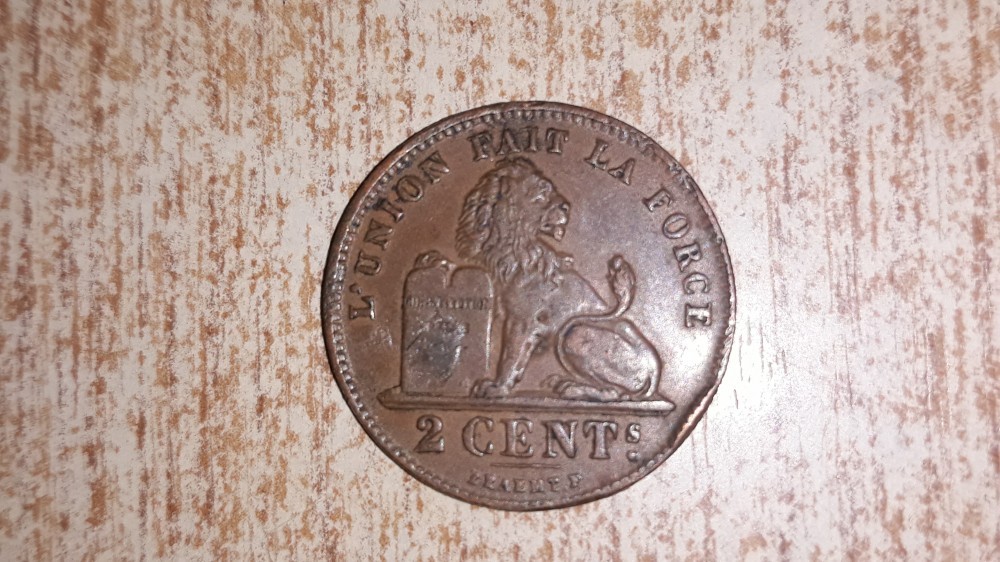 L'UNION FAIT LA FORCE
2 CENTs